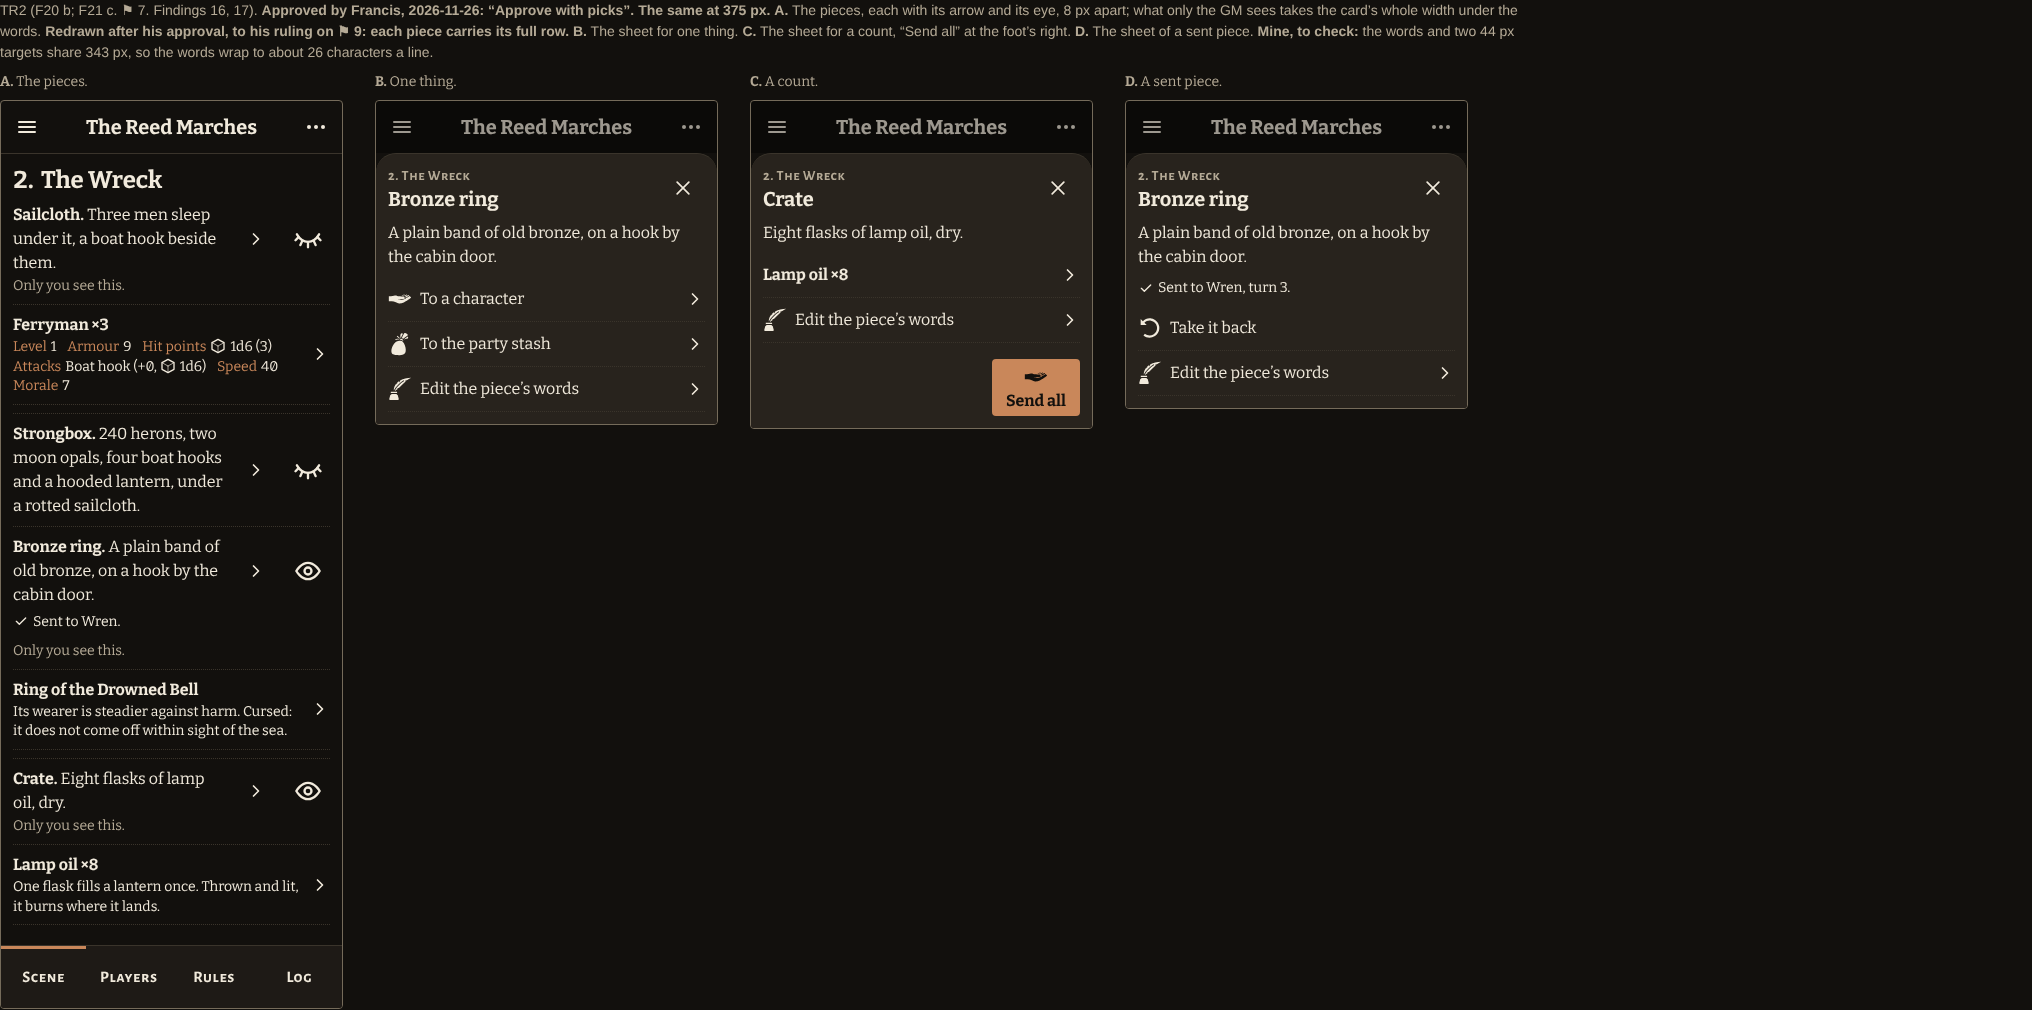 TR2 (F20 b; F21 c. ⚑ 7. Findings 16, 17). Approved by Francis, 2026-11-26: “Approve with picks”. The same at 375 px. A. The pieces, each with its arrow and its eye, 8 px apart; what only the GM sees takes the card’s whole width under the
words. Redrawn after his approval, to his ruling on ⚑ 9: each piece carries its full row. B. The sheet for one thing. C. The sheet for a count, “Send all” at the foot’s right. D. The sheet of a sent piece. Mine, to check: the words and two 44 px
targets share 343 px, so the words wrap to about 26 characters a line.
A. The pieces.
The Reed Marches
2. The Wreck
Sailcloth. Three men sleep
under it, a boat hook beside
them.
Only you see this.
Ferryman ×3
Level 1 Armour 9 Hit points 1d6 (3)
Attacks Boat hook (+0, 1d6) Speed 40
Morale 7
Strongbox. 240 herons, two
moon opals, four boat hooks
and a hooded lantern, under
a rotted sailcloth.
Bronze ring. A plain band of
old bronze, on a hook by the
cabin door.
Sent to Wren.
Only you see this.
Ring of the Drowned Bell
Its wearer is steadier against harm. Cursed:
it does not come off within sight of the sea.
Crate. Eight flasks of lamp
oil, dry.
Only you see this.
Lamp oil ×8
One flask fills a lantern once. Thrown and lit,
it burns where it lands.
Scene Players Rules Log
B. One thing.
The Reed Marches
2. The Wreck
Bronze ring
A plain band of old bronze, on a hook by
the cabin door.
To a character
To the party stash
Edit the piece’s words
C. A count.
The Reed Marches
2. The Wreck
Crate
Eight flasks of lamp oil, dry.
Lamp oil ×8
Edit the piece’s words
Send all
D. A sent piece.
The Reed Marches
2. The Wreck
Bronze ring
A plain band of old bronze, on a hook by
the cabin door.
Sent to Wren, turn 3.
Take it back
Edit the piece’s words